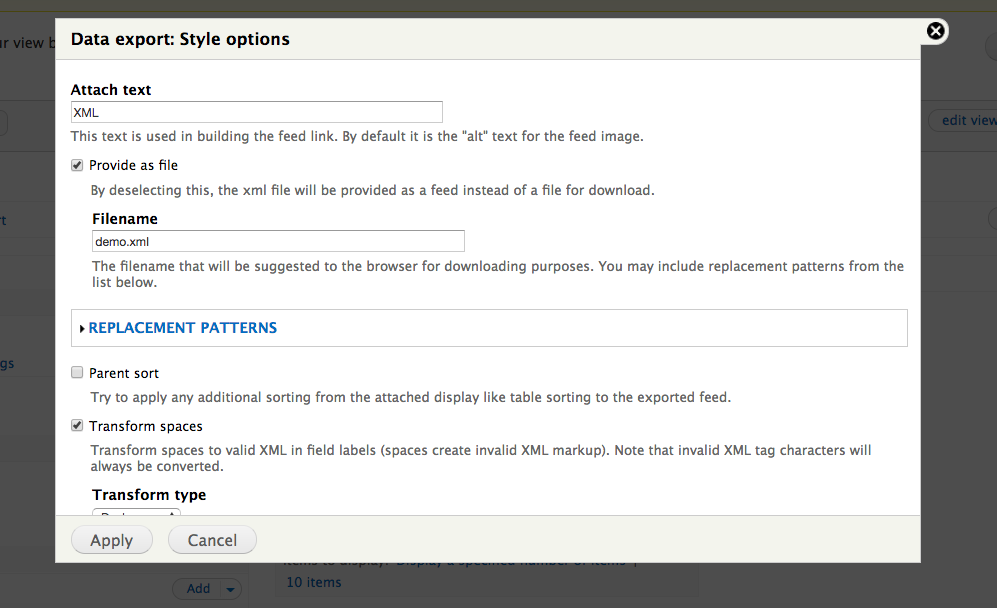 Data export: Style options
ur view b
Attach text
XML
edit view
This text is used in building the feed link. By default it is the "alt" text for the feed image.
Provide as file
By deselecting this, the xml file will be provided as a feed instead of a file for download.
Filename
rt
demo.xml
The filename that will be suggested to the browser for downloading purposes. You may include replacement patterns from the
list below.
REPLACEMENT PATTERNS
gs
Parent sort
Try to apply any additional sorting from the attached display like table sorting to the exported feed.
Transform spaces
Transform spaces to valid XML in field labels (spaces create invalid XML markup). Note that invalid XML tag characters will
always be converted.
Transform type
Apply
Cancel
Items to display: Display a specified number of items |
10 items
Add